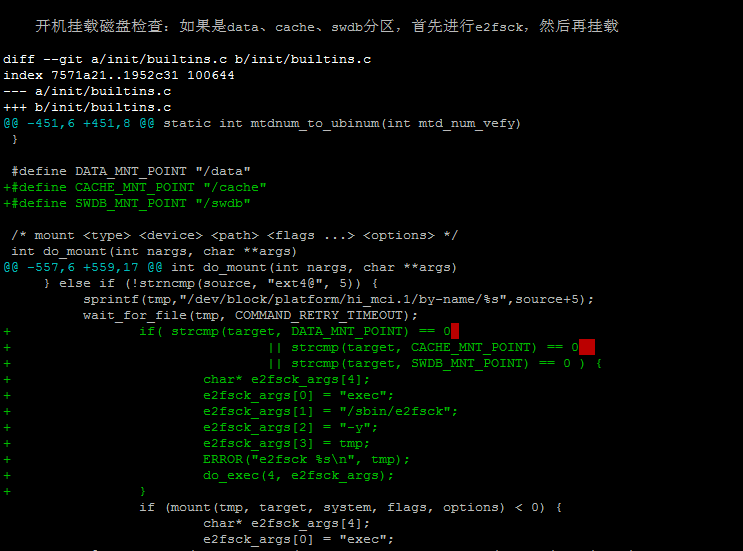 开机挂载磁盘检查：如果是data、cache、swdb分区，首先进行e2fsck，然后再挂载
diff --git a/init/builtins.c b/init/builtins.c
index 7571a21..1952c31 100644
--- a/init/builtins.c
+++ b/init/builtins.c
@@ -451,6 +451,8 @@ static int mtdnum_to_ubinum(int mtd_num_vefy)
 }
 #define DATA_MNT_POINT "/data"
+#define CACHE_MNT_POINT "/cache"
+#define SWDB_MNT_POINT "/swdb"
 /* mount <type> <device> <path> <flags ...> <options> */
 int do_mount(int nargs, char **args)
@@ -557,6 +559,17 @@ int do_mount(int nargs, char **args)
     } else if (!strncmp(source, "ext4@", 5)) {
          sprintf(tmp,"/dev/block/platform/hi_mci.1/by-name/%s",source+5);
          wait_for_file(tmp, COMMAND_RETRY_TIMEOUT);
+                if( strcmp(target, DATA_MNT_POINT) == 0
+                                || strcmp(target, CACHE_MNT_POINT) == 0
+                                || strcmp(target, SWDB_MNT_POINT) == 0 ) {
+                        char* e2fsck_args[4];
+                        e2fsck_args[0] = "exec";
+                        e2fsck_args[1] = "/sbin/e2fsck";
+                        e2fsck_args[2] = "-y";
+                        e2fsck_args[3] = tmp;
+                        ERROR("e2fsck %s\n", tmp);
+                        do_exec(4, e2fsck_args);
+                }
                 if (mount(tmp, target, system, flags, options) < 0) {
                         char* e2fsck_args[4];
                         e2fsck_args[0] = "exec";